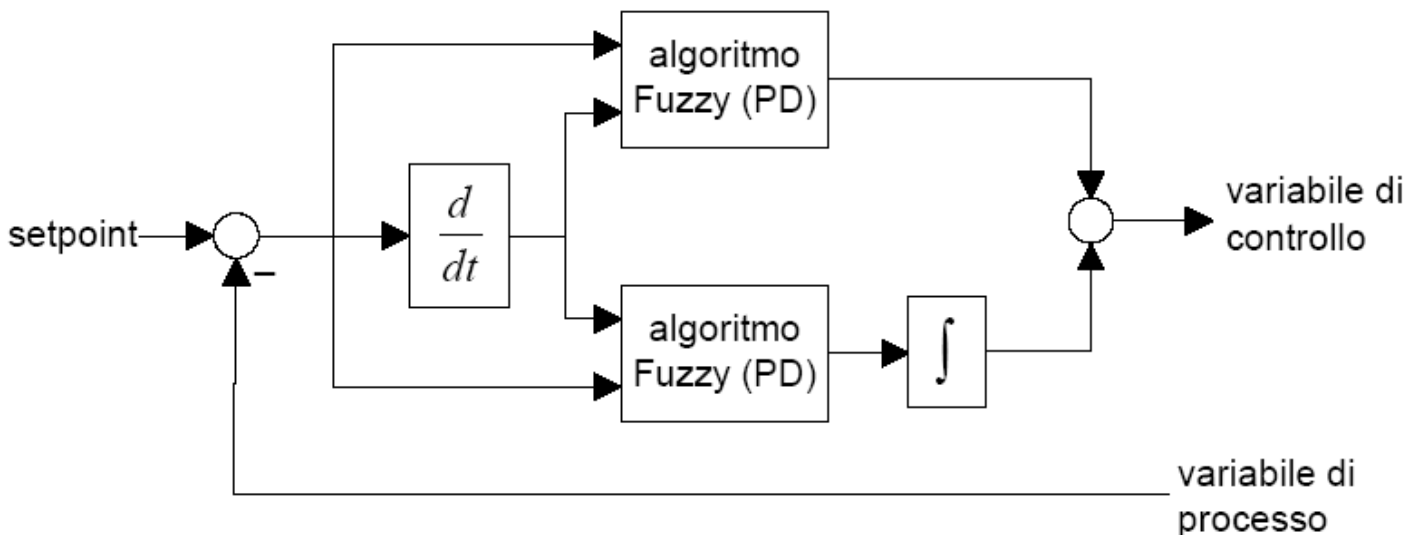 algoritmo
Fuzzy (PD)
d
dt
setpoint
–
variabile di
controllo
algoritmo
Fuzzy (PD)
∫
variabile di
processo